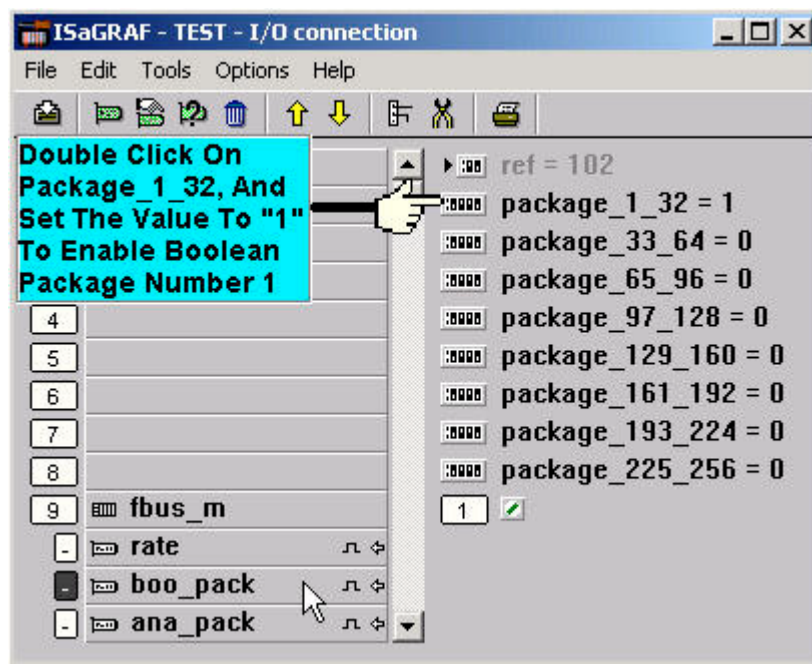 ISaGRAF - TEST - I/O connection
File Edit Tools Options Help
Double Click On
Package_1_32, And
Set The Value To "1"
To Enable Boolean
Package Number 1
4
5
6
7
8
9 fbus_m
- rate
- boo_pack
- ana_pack
ref = 102
package_1_32 = 1
package_33_64 = 0
package_65_96 = 0
package_97_128 = 0
package_129_160 = 0
package_161_192 = 0
package_193_224 = 0
package_225_256 = 0
1